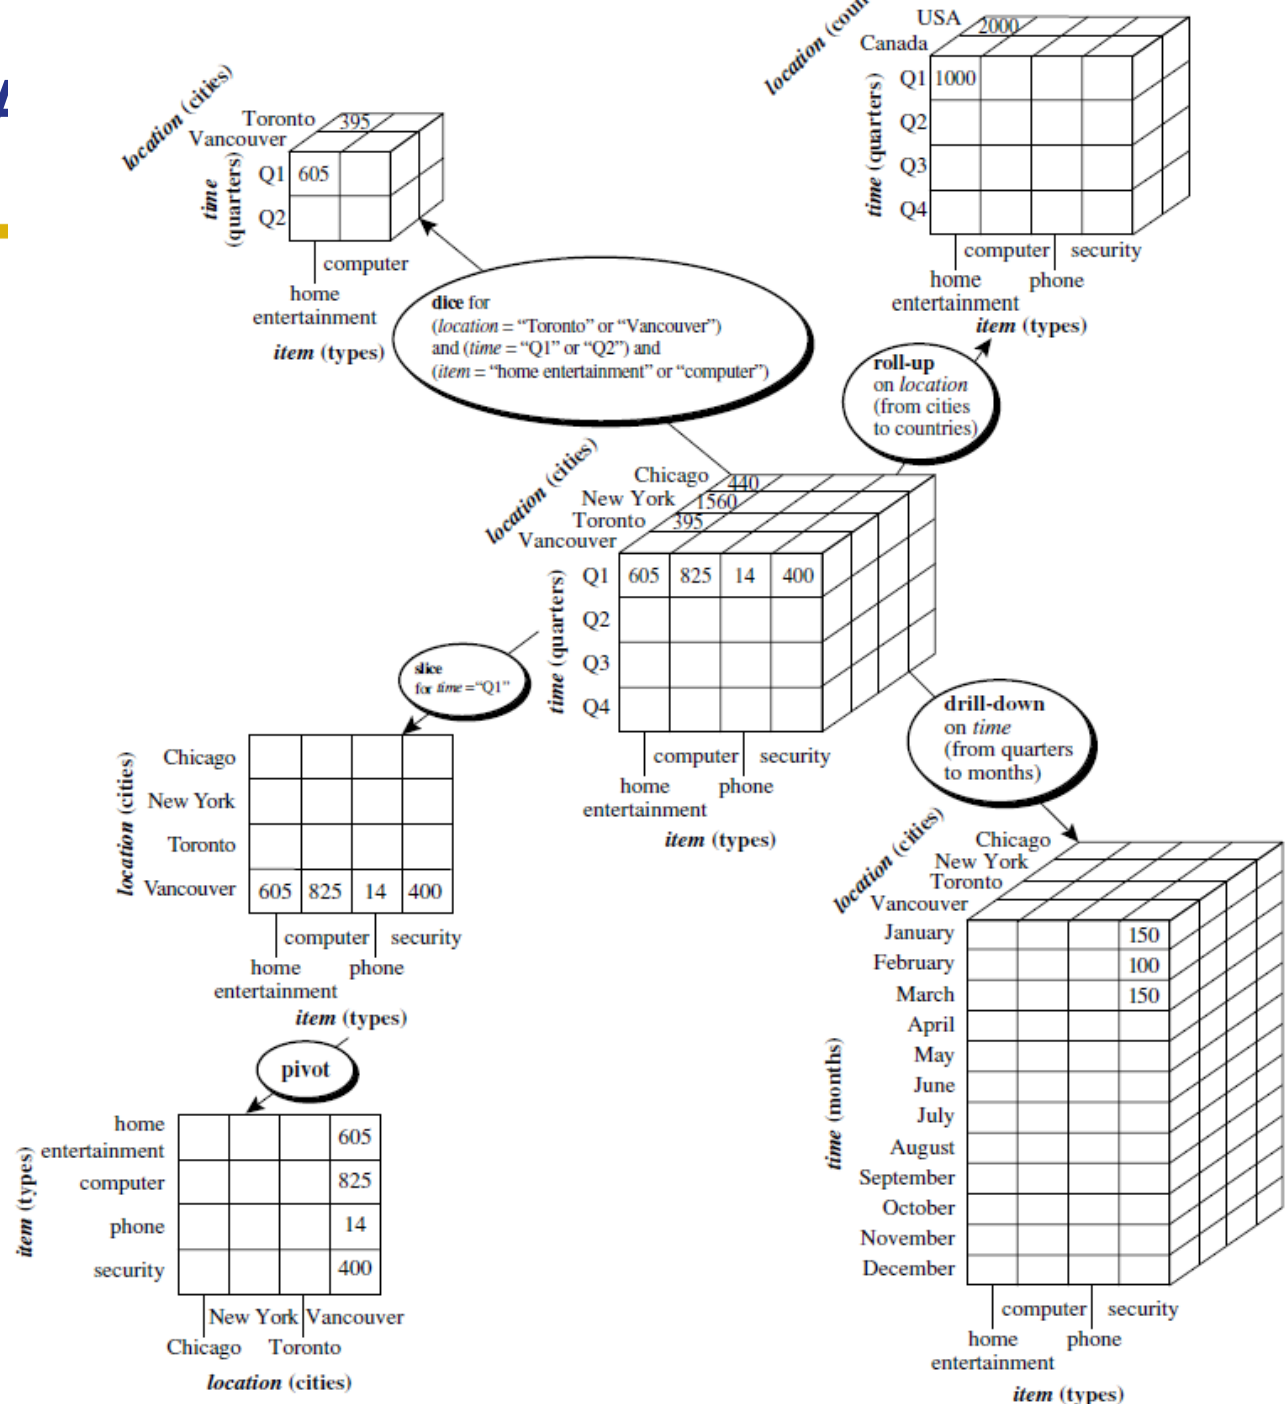 USA
2000
Canada
location (coun
time (quarters)
Q1 1000
Q2
Q3
Q4
computer security
home phone
entertainment
item (types)
location (cities)
Toronto 395
Vancouver
time
(quarters)
Q1 605
Q2
computer
home
entertainment
item (types)
dice for
(location = “Toronto” or “Vancouver”)
and (time = “Q1” or “Q2”) and
(item = “home entertainment” or “computer”)
roll-up
on location
(from cities
to countries)
location (cities)
Chicago 440
New York 1560
Toronto 395
Vancouver
time (quarters)
Q1 605 825 14 400
Q2
Q3
Q4
computer security
home phone
entertainment
item (types)
slice
for time =“Q1”
drill-down
on time
(from quarters
to months)
location (cities)
Chicago
New York
Toronto
Vancouver 605 825 14 400
computer security
home phone
entertainment
item (types)
pivot
item (types)
home
entertainment 605
computer 825
phone 14
security 400
New York Vancouver
Chicago Toronto
location (cities)
location (cities)
Chicago
New York
Toronto
Vancouver
time (months)
January 150
February 100
March 150
April
May
June
July
August
September
October
November
December
computer security
home phone
entertainment
item (types)